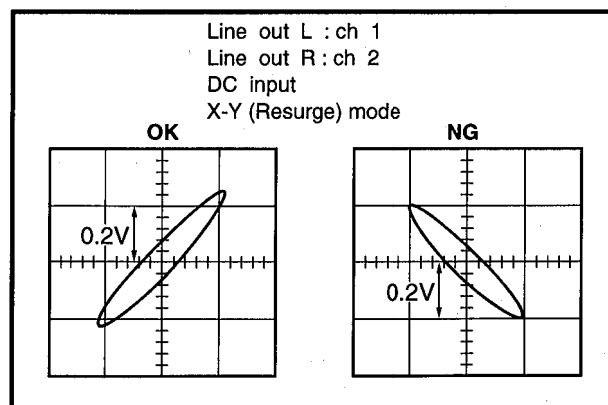 Line out L : ch 1
Line out R : ch 2
DC input
X-Y (Resurge) mode
OK
NG
0.2V
0.2V